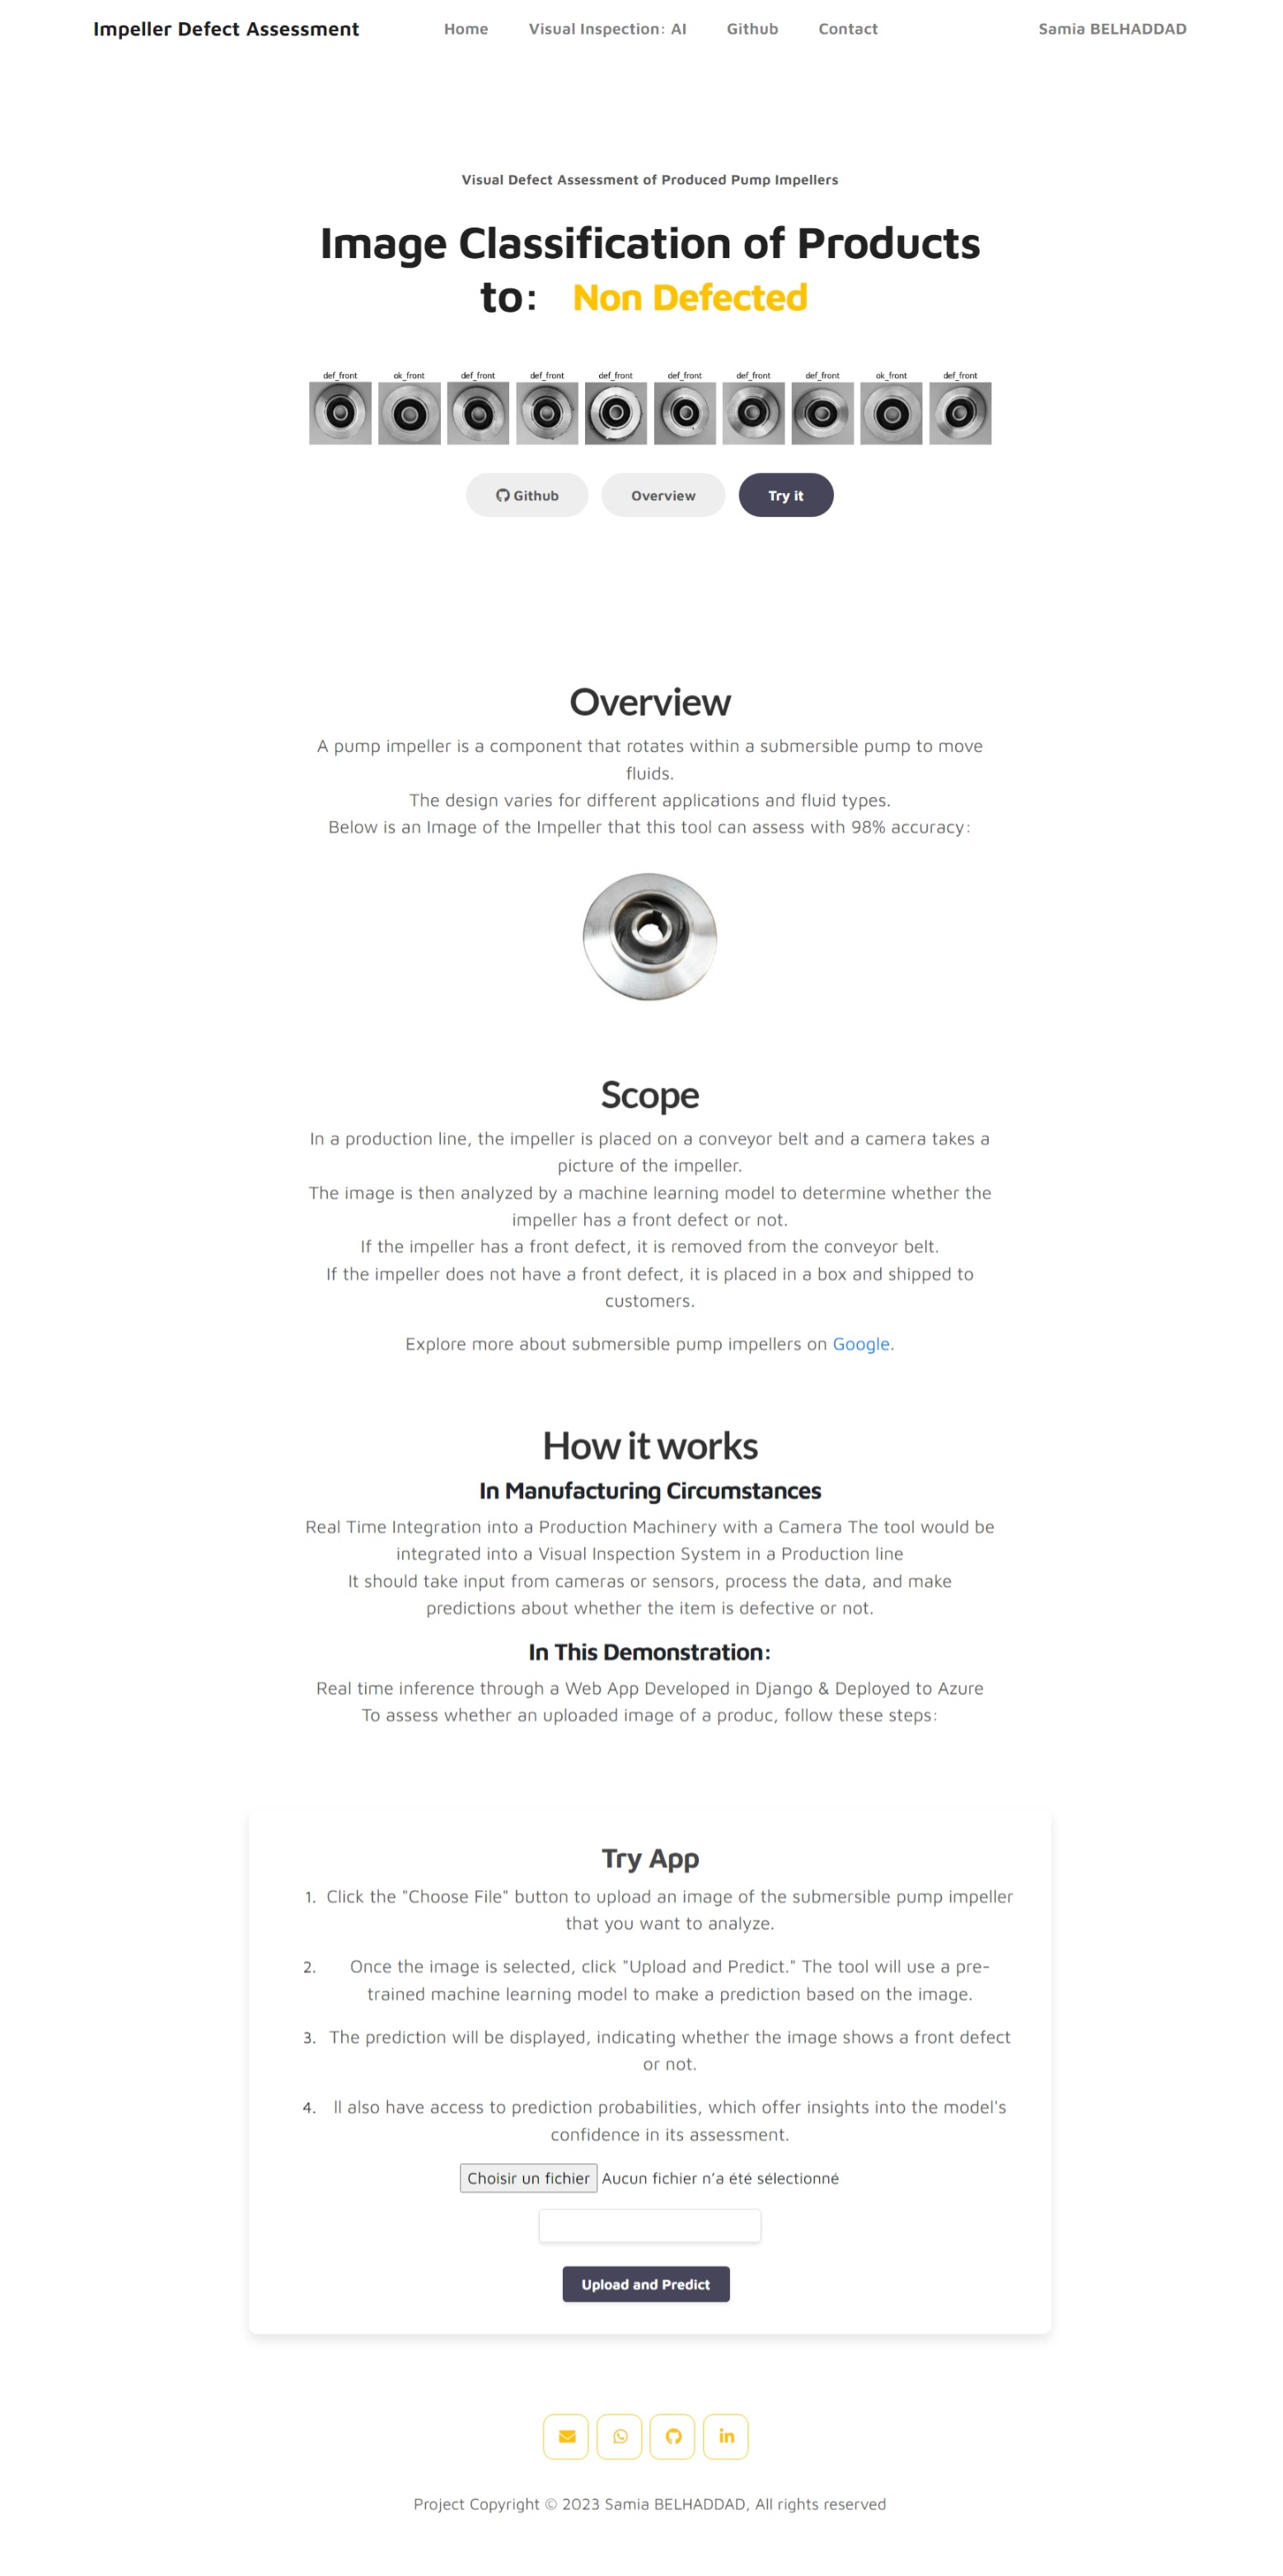 Impeller Defect Assessment
Home
Visual Inspection: AI
Github
Contact
Samia BELHADDAD
Visual Defect Assessment of Produced Pump Impellers
Image Classification of Products
to: Non Defected
def_front ok_front def_front def_front def_front def_front def_front def_front ok_front def_front
Github
Overview
Try it
Overview
A pump impeller is a component that rotates within a submersible pump to move
fluids.
The design varies for different applications and fluid types.
Below is an Image of the Impeller that this tool can assess with 98% accuracy:
Scope
In a production line, the impeller is placed on a conveyor belt and a camera takes a
picture of the impeller.
The image is then analyzed by a machine learning model to determine whether the
impeller has a front defect or not.
If the impeller has a front defect, it is removed from the conveyor belt.
If the impeller does not have a front defect, it is placed in a box and shipped to
customers.
Explore more about submersible pump impellers on Google.
How it works
In Manufacturing Circumstances
Real Time Integration into a Production Machinery with a Camera The tool would be
integrated into a Visual Inspection System in a Production line
It should take input from cameras or sensors, process the data, and make
predictions about whether the item is defective or not.
In This Demonstration:
Real time inference through a Web App Developed in Django & Deployed to Azure
To assess whether an uploaded image of a produc, follow these steps:
Try App
1. Click the "Choose File" button to upload an image of the submersible pump impeller
that you want to analyze.
2. Once the image is selected, click "Upload and Predict." The tool will use a pre-
trained machine learning model to make a prediction based on the image.
3. The prediction will be displayed, indicating whether the image shows a front defect
or not.
4. ll also have access to prediction probabilities, which offer insights into the model's
confidence in its assessment.
Choisir un fichier Aucun fichier n’a été sélectionné
Upload and Predict
Project Copyright © 2023 Samia BELHADDAD, All rights reserved